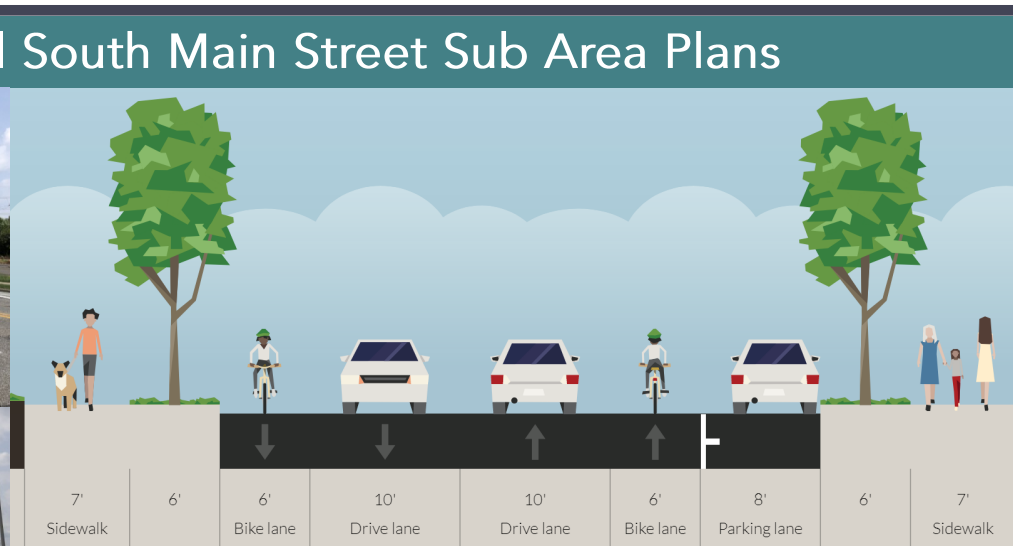 South Main Street Sub Area Plans
7' 6' 6' 10' 10' 6' 8' 6' 7'
Sidewalk Bike lane Drive lane Drive lane Bike lane Parking lane Sidewalk